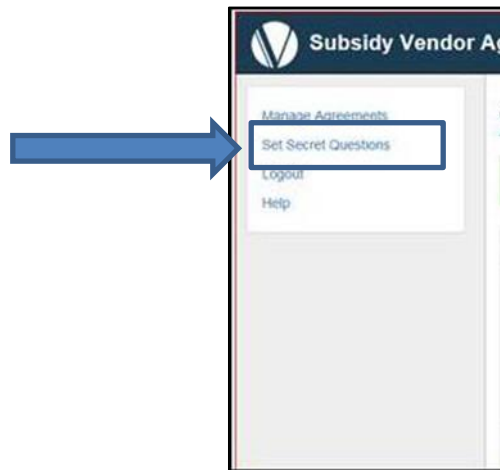 Subsidy Vendor Ag
Manage Agreements
Set Secret Questions
Logout
Help